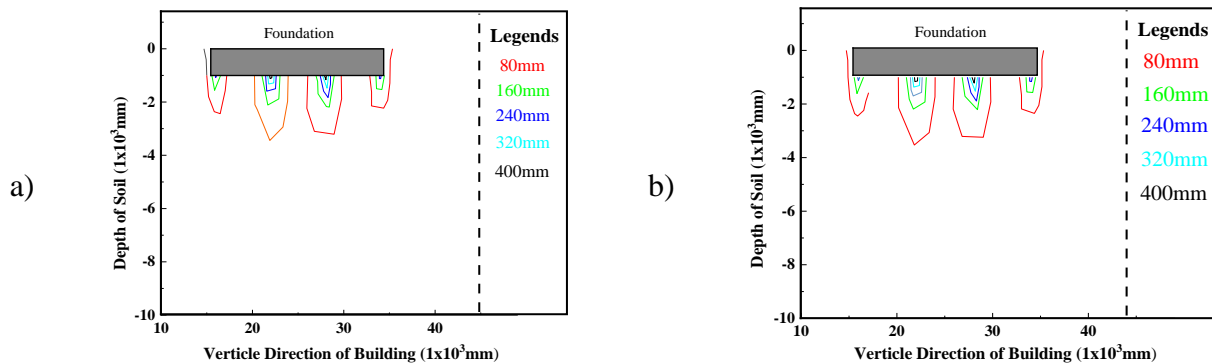 a)
Foundation
Legends
80mm
160mm
240mm
320mm
400mm
0
-2
-4
-6
-8
-10
10
20
30
40
Depth of Soil (1x10³mm)
Verticle Direction of Building (1x10³mm)
b)
Foundation
Legends
80mm
160mm
240mm
320mm
400mm
0
-2
-4
-6
-8
-10
10
20
30
40
Depth of Soil (1x10³mm)
Verticle Direction of Building (1x10³mm)